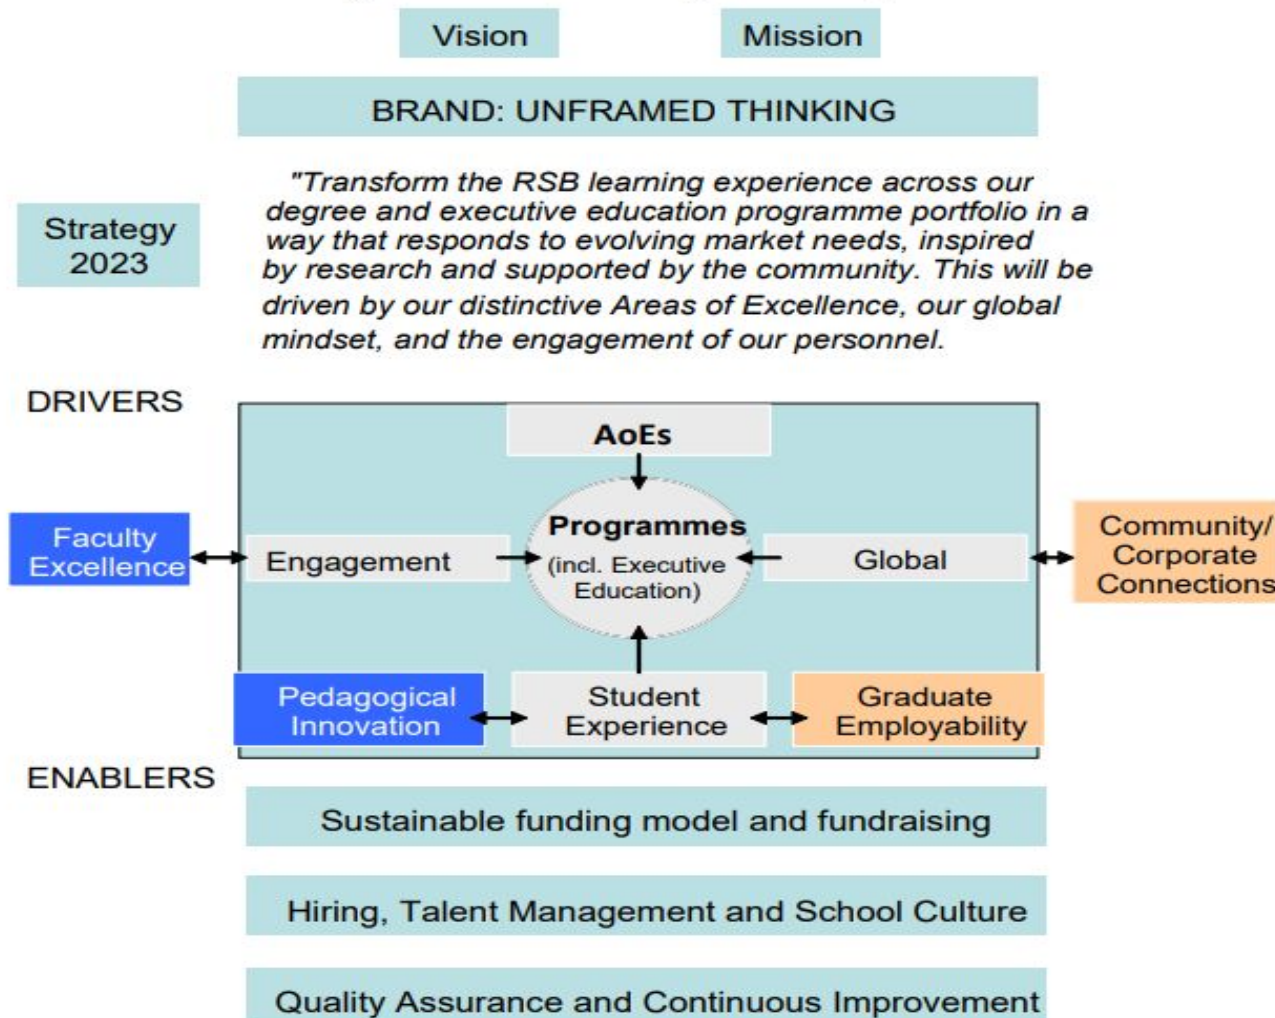 Vision
Mission
BRAND: UNFRAMED THINKING
Strategy
2023
"Transform the RSB learning experience across our
degree and executive education programme portfolio in a
way that responds to evolving market needs, inspired
by research and supported by the community. This will be
driven by our distinctive Areas of Excellence, our global
mindset, and the engagement of our personnel.
DRIVERS
AoEs
Faculty
Excellence
Engagement
Programmes
(incl. Executive
Education)
Global
Community/
Corporate
Connections
Pedagogical
Innovation
Student
Experience
Graduate
Employability
ENABLERS
Sustainable funding model and fundraising
Hiring, Talent Management and School Culture
Quality Assurance and Continuous Improvement